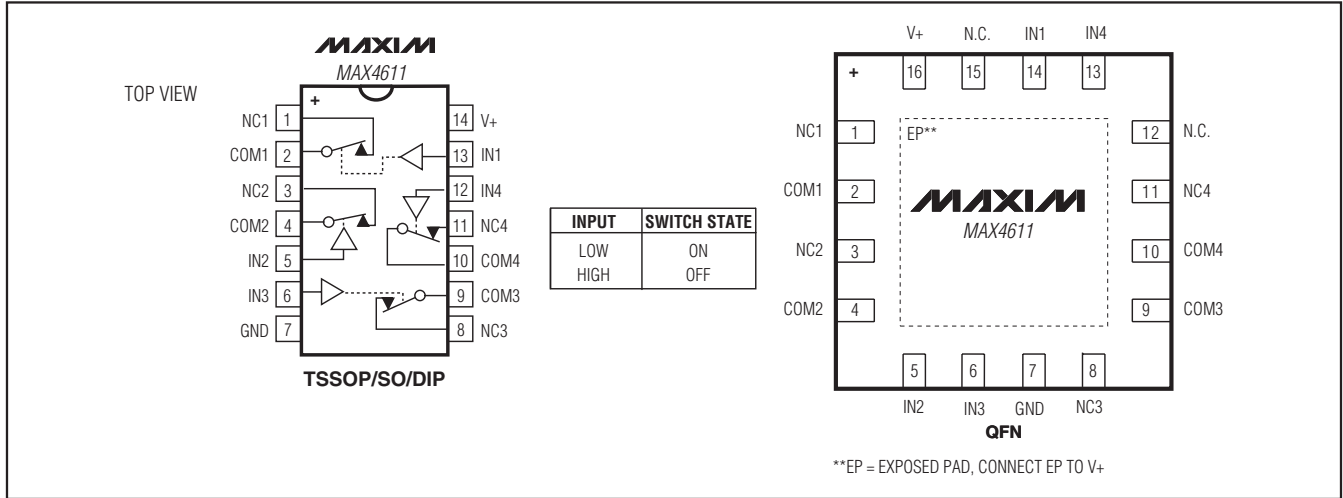 TOP VIEW
MAXIM
MAX4611
+
NC1 1
COM1 2
NC2 3
COM2 4
IN2 5
IN3 6
GND 7
14 V+
13 IN1
12 IN4
11 NC4
10 COM4
9 COM3
8 NC3
TSSOP/SO/DIP
INPUT SWITCH STATE
LOW ON
HIGH OFF
V+ N.C. IN1 IN4
+ 16 15 14 13
NC1 1
COM1 2
NC2 3
COM2 4
EP**
MAXIM
MAX4611
12 N.C.
11 NC4
10 COM4
9 COM3
5 6 7 8
IN2 IN3 GND NC3
QFN
**EP = EXPOSED PAD, CONNECT EP TO V+